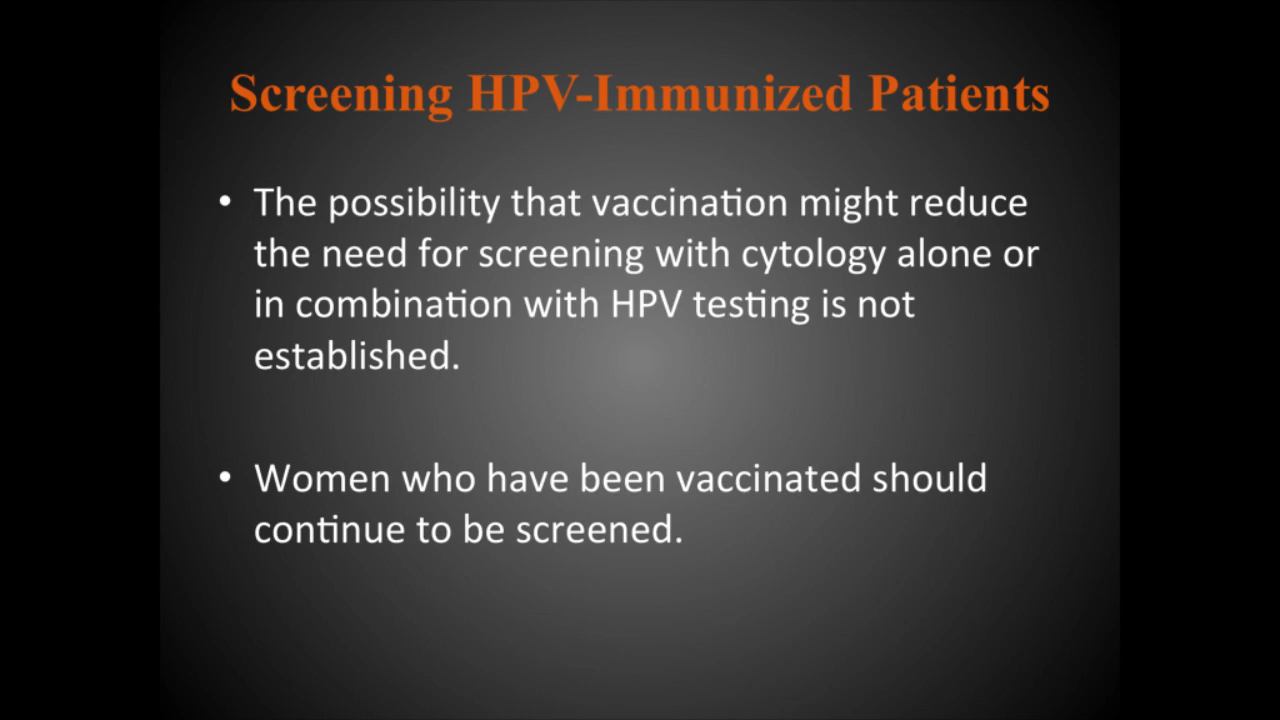 Screening HPV-Immunized Patients
• The possibility that vaccination might reduce
the need for screening with cytology alone or
in combination with HPV testing is not
established.
• Women who have been vaccinated should
continue to be screened.